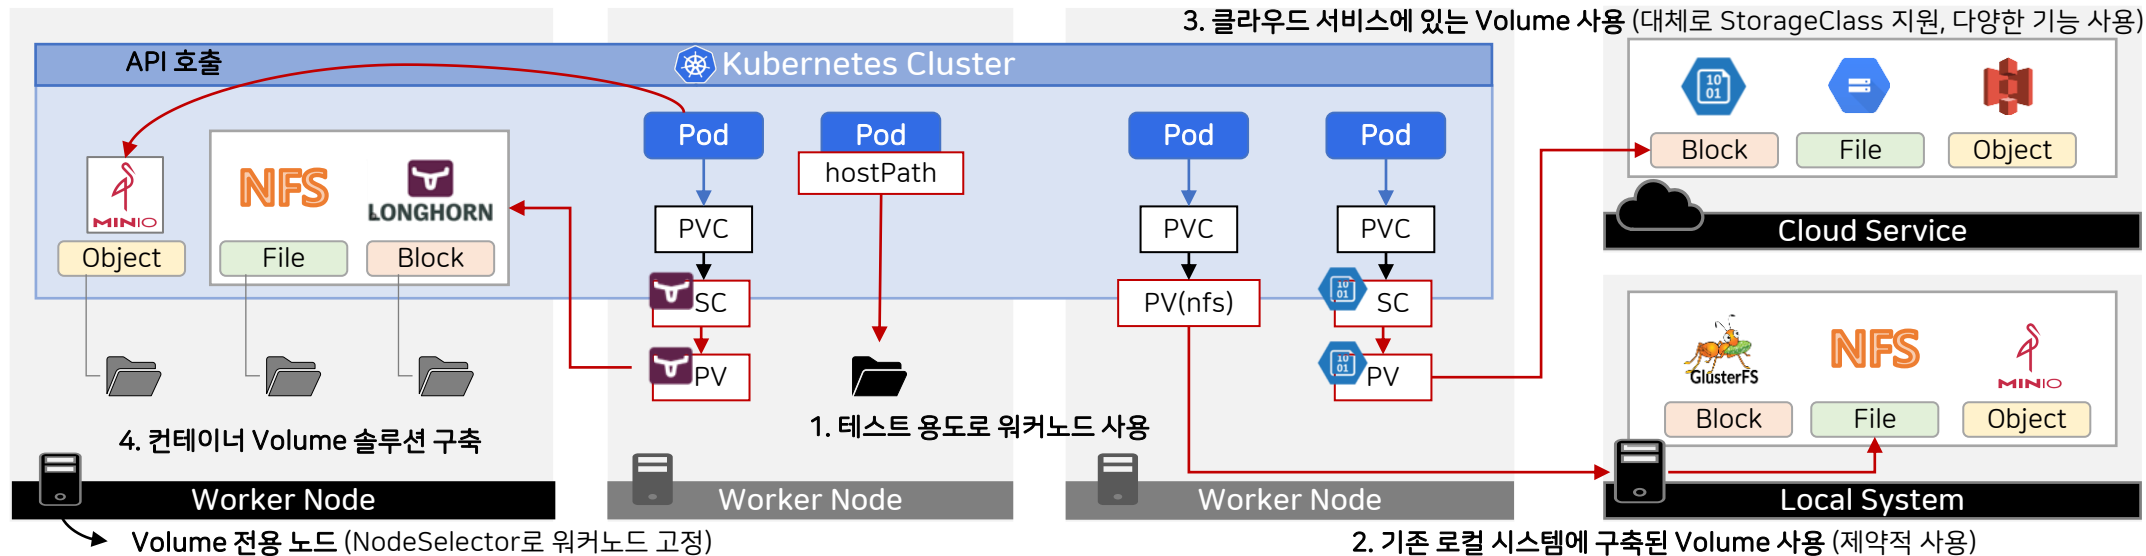 3. 클라우드 서비스에 있는 Volume 사용 (대체로 StorageClass 지원, 다양한 기능 사용)
API 호출
Kubernetes Cluster
Pod
Pod
Pod
Pod
hostPath
MINIO
NFS
LONGHORN
Object
File
Block
PVC
PVC
PVC
SC
PV(nfs)
10
01
SC
PV
10
01
PV
10
01
Block
File
Object
Cloud Service
GlusterFS
NFS
MINIO
Block
File
Object
1. 테스트 용도로 워커노드 사용
4. 컨테이너 Volume 솔루션 구축
Worker Node
Worker Node
Worker Node
Local System
Volume 전용 노드 (NodeSelector로 워커노드 고정)
2. 기존 로컬 시스템에 구축된 Volume 사용 (제약적 사용)